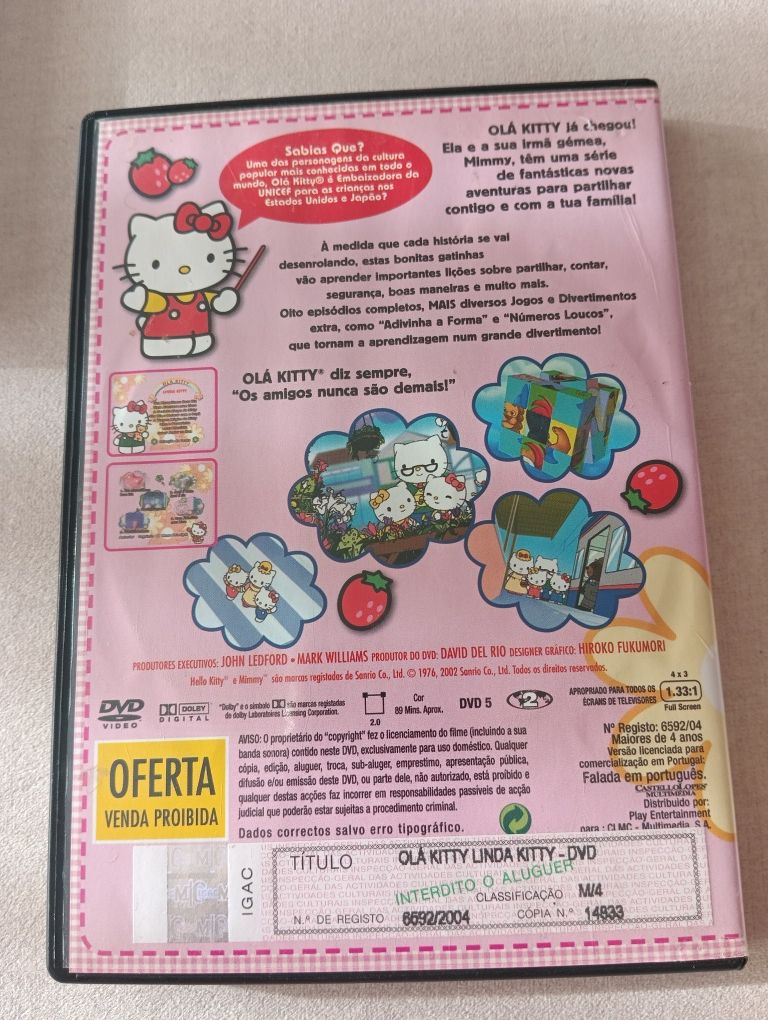 Sabias Que?
Uma das personagens da cultura
popular mais conhecidas em todo o
mundo, Olá Kitty® é Embaixadora da
UNICEF para as crianças nos
Estados Unidos e Japão?
OLÁ KITTY já chegou!
Ela e a sua irmã gémea,
Mimmy, têm uma série
de fantásticas novas
aventuras para partilhar
contigo e com a tua família!
À medida que cada história se vai
desenrolando, estas bonitas gatinhas
vão aprender importantes lições sobre partilhar, contar,
segurança, boas maneiras e muito mais.
Oito episódios completos, MAIS diversos Jogos e Divertimentos
extra, como "Adivinha a Forma" e "Números Loucos",
que tornam a aprendizagem num grande divertimento!
OLÁ KITTY® diz sempre,
"Os amigos nunca são demais!"
OLÁ KITTY
PRODUTORES EXECUTIVOS: JOHN LEDFORD • MARK WILLIAMS PRODUTOR DO DVD: DAVID DEL RIO DESIGNER GRÁFICO: HIROKO FUKUMORI
Hello Kitty® e Mimmy™ são marcas registadas de Sanrio Co., Ltd. © 1976, 2002 Sanrio Co., Ltd. Todos os direitos reservados.
DVD
VIDEO
DOLBY
DIGITAL
"Dolby" e o símbolo são marcas registadas
de dolby Laboratories Licensing Corporation.
2.0
Cor
89 Mins. Aprox.
DVD 5
2
APROPRIADO PARA TODOS OS
ÉCRANS DE TELEVISORES
4 x 3
1.33:1
Full Screen
OFERTA
VENDA PROIBIDA
AVISO: O proprietário do "copyright" fez o licenciamento do filme (incluindo a sua
banda sonora) contido neste DVD, exclusivamente para uso doméstico. Qualquer
cópia, edição, aluguer, troca, sub-aluguer, emprestimo, apresentação pública,
difusão e/ou emissão deste DVD, ou parte dele, não autorizado, está proibido e
qualquer destas acções faz incorrer em responsabilidades passíveis de acção
judicial que poderão estar sujeitas a procedimento criminal.
Dados correctos salvo erro tipográfico.
Nº Registo: 6592/04
Maiores de 4 anos
Versão licenciada para
comercialização em Portugal:
Falada em português.
CASTELLO LOPES
MULTIMEDIA
Distribuido por:
Play Entertainment
para : CLMC - Multimedia S.A.
IGAC
TÍTULO OLÁ KITTY LINDA KITTY - DVD
INTERDITO O ALUGUER
CLASSIFICAÇÃO M/4
N.º DE REGISTO 6592/2004 CÓPIA N.º 14833